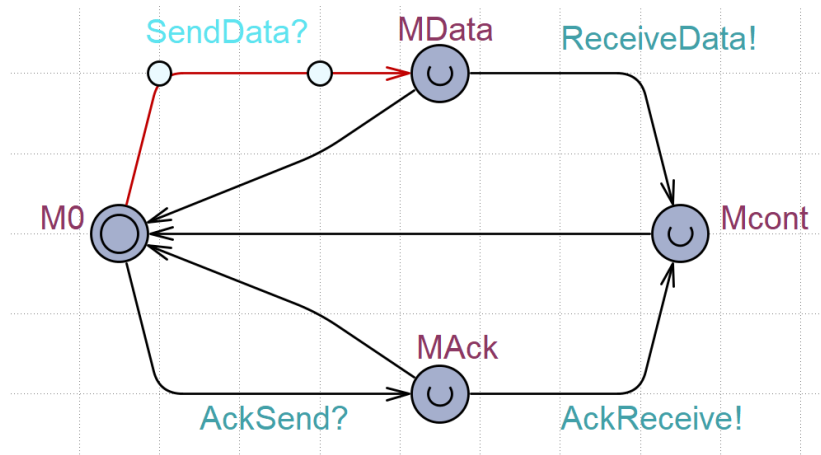 SendData?
MData
ReceiveData!
M0
Mcont
MAck
AckSend?
AckReceive!